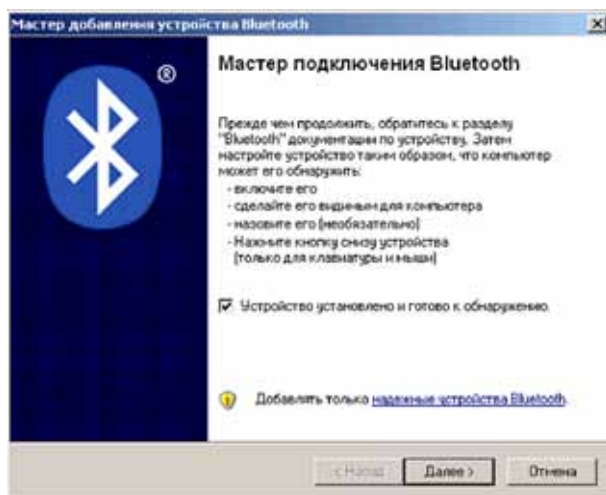 Мастер добавления устройства Bluetooth
®
Мастер подключения Bluetooth
Прежде чем продолжить, обратитесь к разделу
"Bluetooth" документации по устройству. Затем
настройте устройство таким образом, что компьютер
может его обнаружить:
- включите его
- сделайте его видимым для компьютера
- назовите его (необязательно)
- Нажмите кнопку снизу устройства
(только для клавиатуры и мыши)
Устройство установлено и готово к обнаружению.
Добавлять только надежные устройства Bluetooth.
< Назад Далее > Отмена